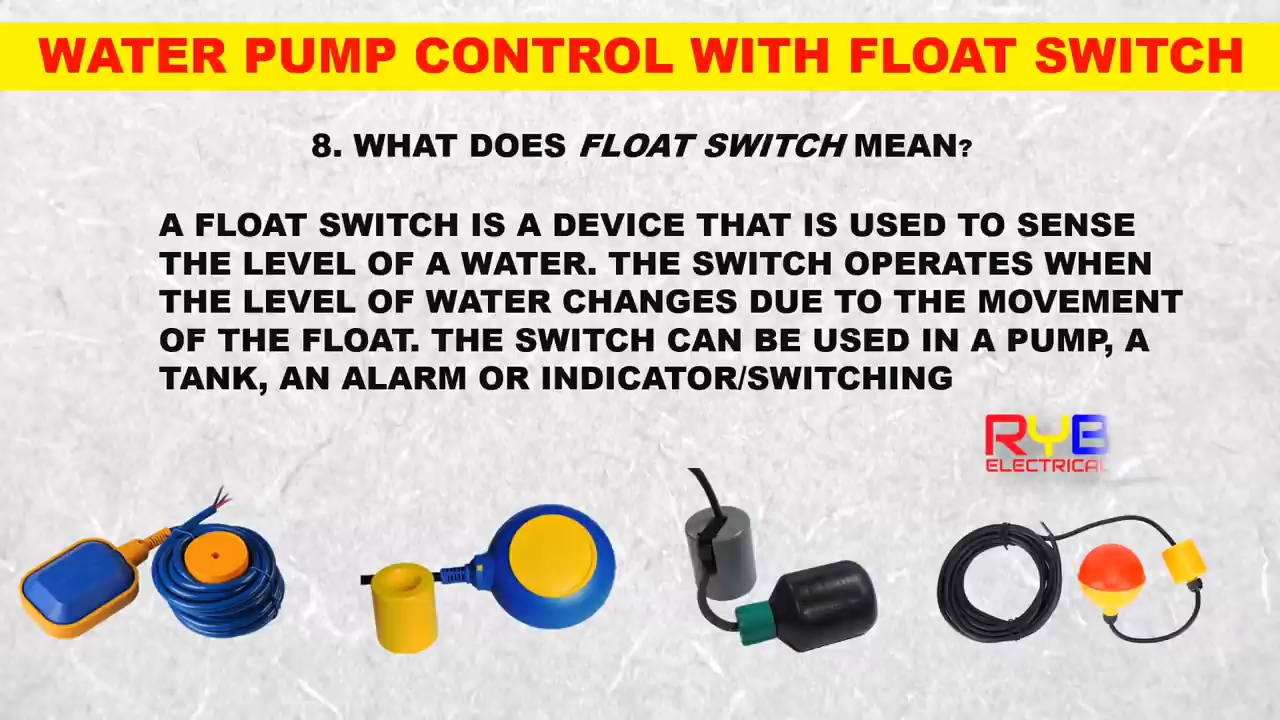 WATER PUMP CONTROL WITH FLOAT SWITCH
8. WHAT DOES FLOAT SWITCH MEAN?
A FLOAT SWITCH IS A DEVICE THAT IS USED TO SENSE
THE LEVEL OF A WATER. THE SWITCH OPERATES WHEN
THE LEVEL OF WATER CHANGES DUE TO THE MOVEMENT
OF THE FLOAT. THE SWITCH CAN BE USED IN A PUMP, A
TANK, AN ALARM OR INDICATOR/SWITCHING
RYB
ELECTRICAL